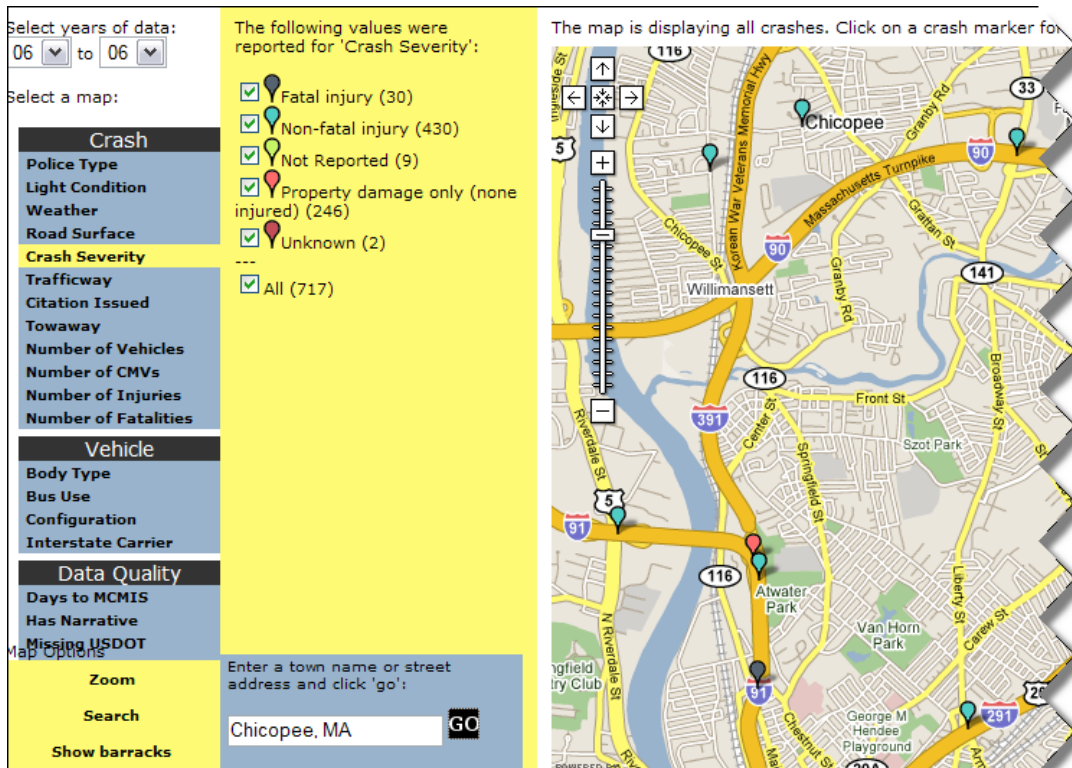 Select years of data:
06 to 06
Select a map:
Crash
Police Type
Light Condition
Weather
Road Surface
Crash Severity
Trafficway
Citation Issued
Towaway
Number of Vehicles
Number of CMVs
Number of Injuries
Number of Fatalities
Vehicle
Body Type
Bus Use
Configuration
Interstate Carrier
Data Quality
Days to MCMIS
Has Narrative
Missing USDOT
Map Options
Zoom
Search
Show barracks
The following values were
reported for 'Crash Severity':
Fatal injury (30)
Non-fatal injury (430)
Not Reported (9)
Property damage only (none
injured) (246)
Unknown (2)
---
All (717)
Enter a town name or street
address and click 'go':
Chicopee, MA
GO
The map is displaying all crashes. Click on a crash marker for
116
33
Chicopee
Granby Rd
5
90
Massachusetts Turnpike
Korean War Veterans Memorial Hwy
Chicopee St
Grattan St
90
141
Willimansett
Granby Rd
116
Front St
Broadway St
391
Center St
Szot Park
Riverdale St
Springfield St
5
91
116
Atwater
Park
Liberty St
Van Horn
Park
Carew St
N Riverdale St
91
291
George M
Hendee
Playground
Chestnut St
20A
POWERED BY